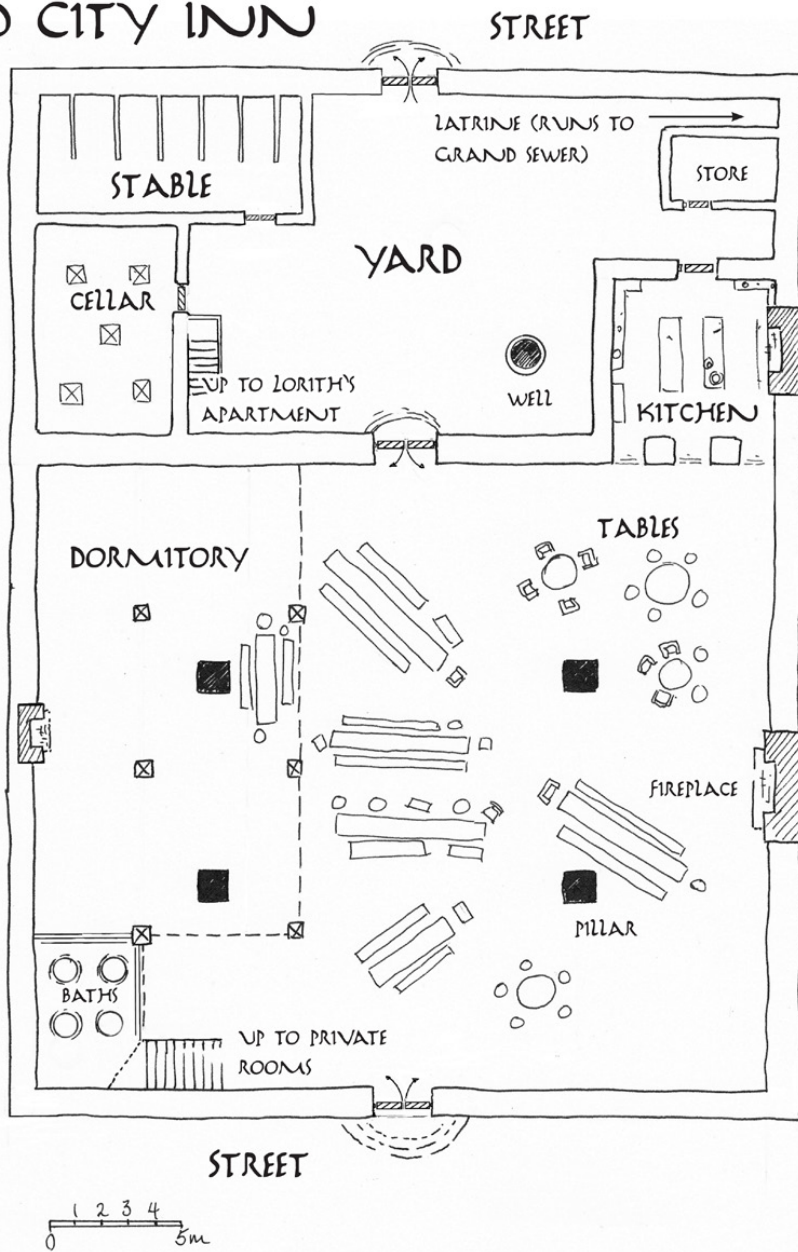 CITY INN
STREET
LATRINE (RUNS TO
GRAND SEWER)
STORE
STABLE
YARD
CELLAR
UP TO LORITH'S
APARTMENT
WELL
KITCHEN
TABLES
DORMITORY
FIREPLACE
PILLAR
BATHS
UP TO PRIVATE
ROOMS
STREET
1 2 3 4
0 5m